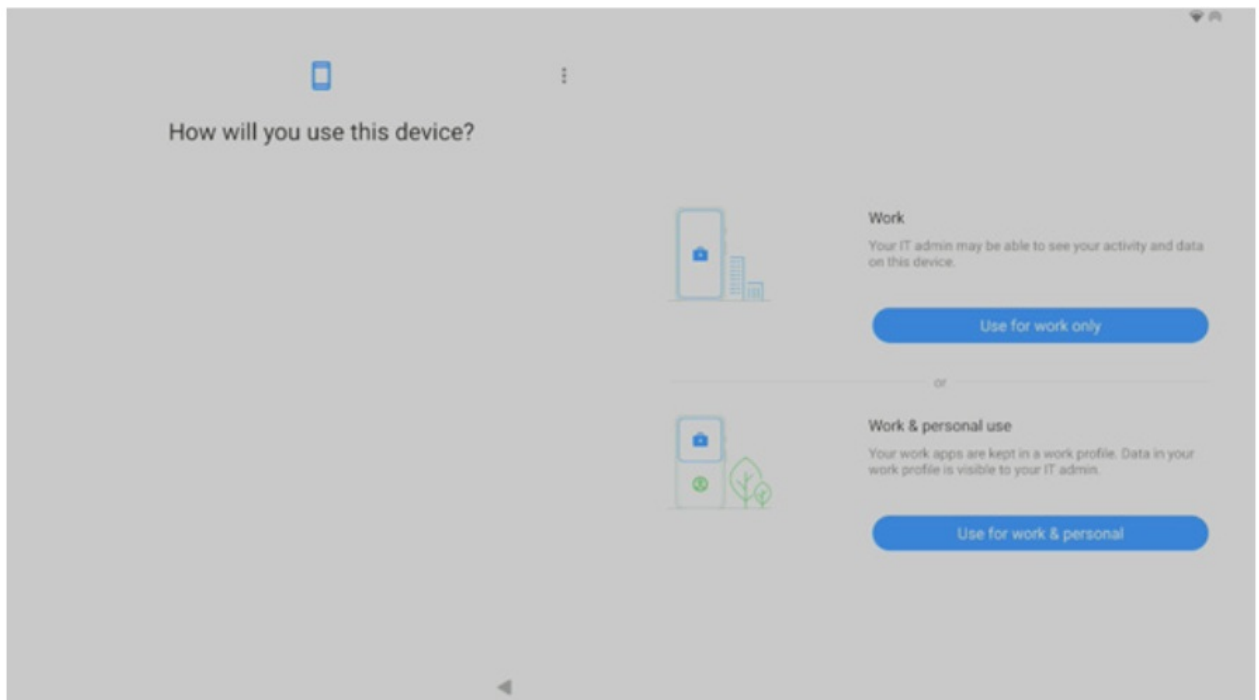 How will you use this device?
Work
Your IT admin may be able to see your activity and data
on this device.
Use for work only
or
Work & personal use
Your work apps are kept in a work profile. Data in your
work profile is visible to your IT admin.
Use for work & personal